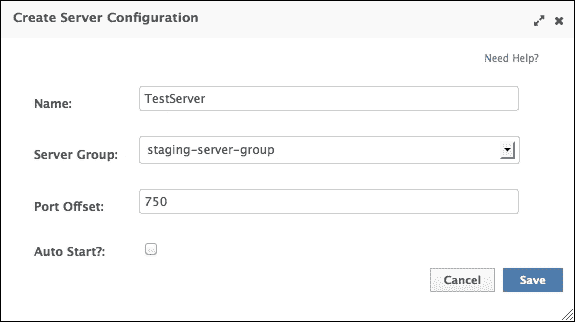 Create Server Configuration
Need Help?
Name: TestServer
Server Group: staging-server-group
Port Offset: 750
Auto Start?:
Cancel Save